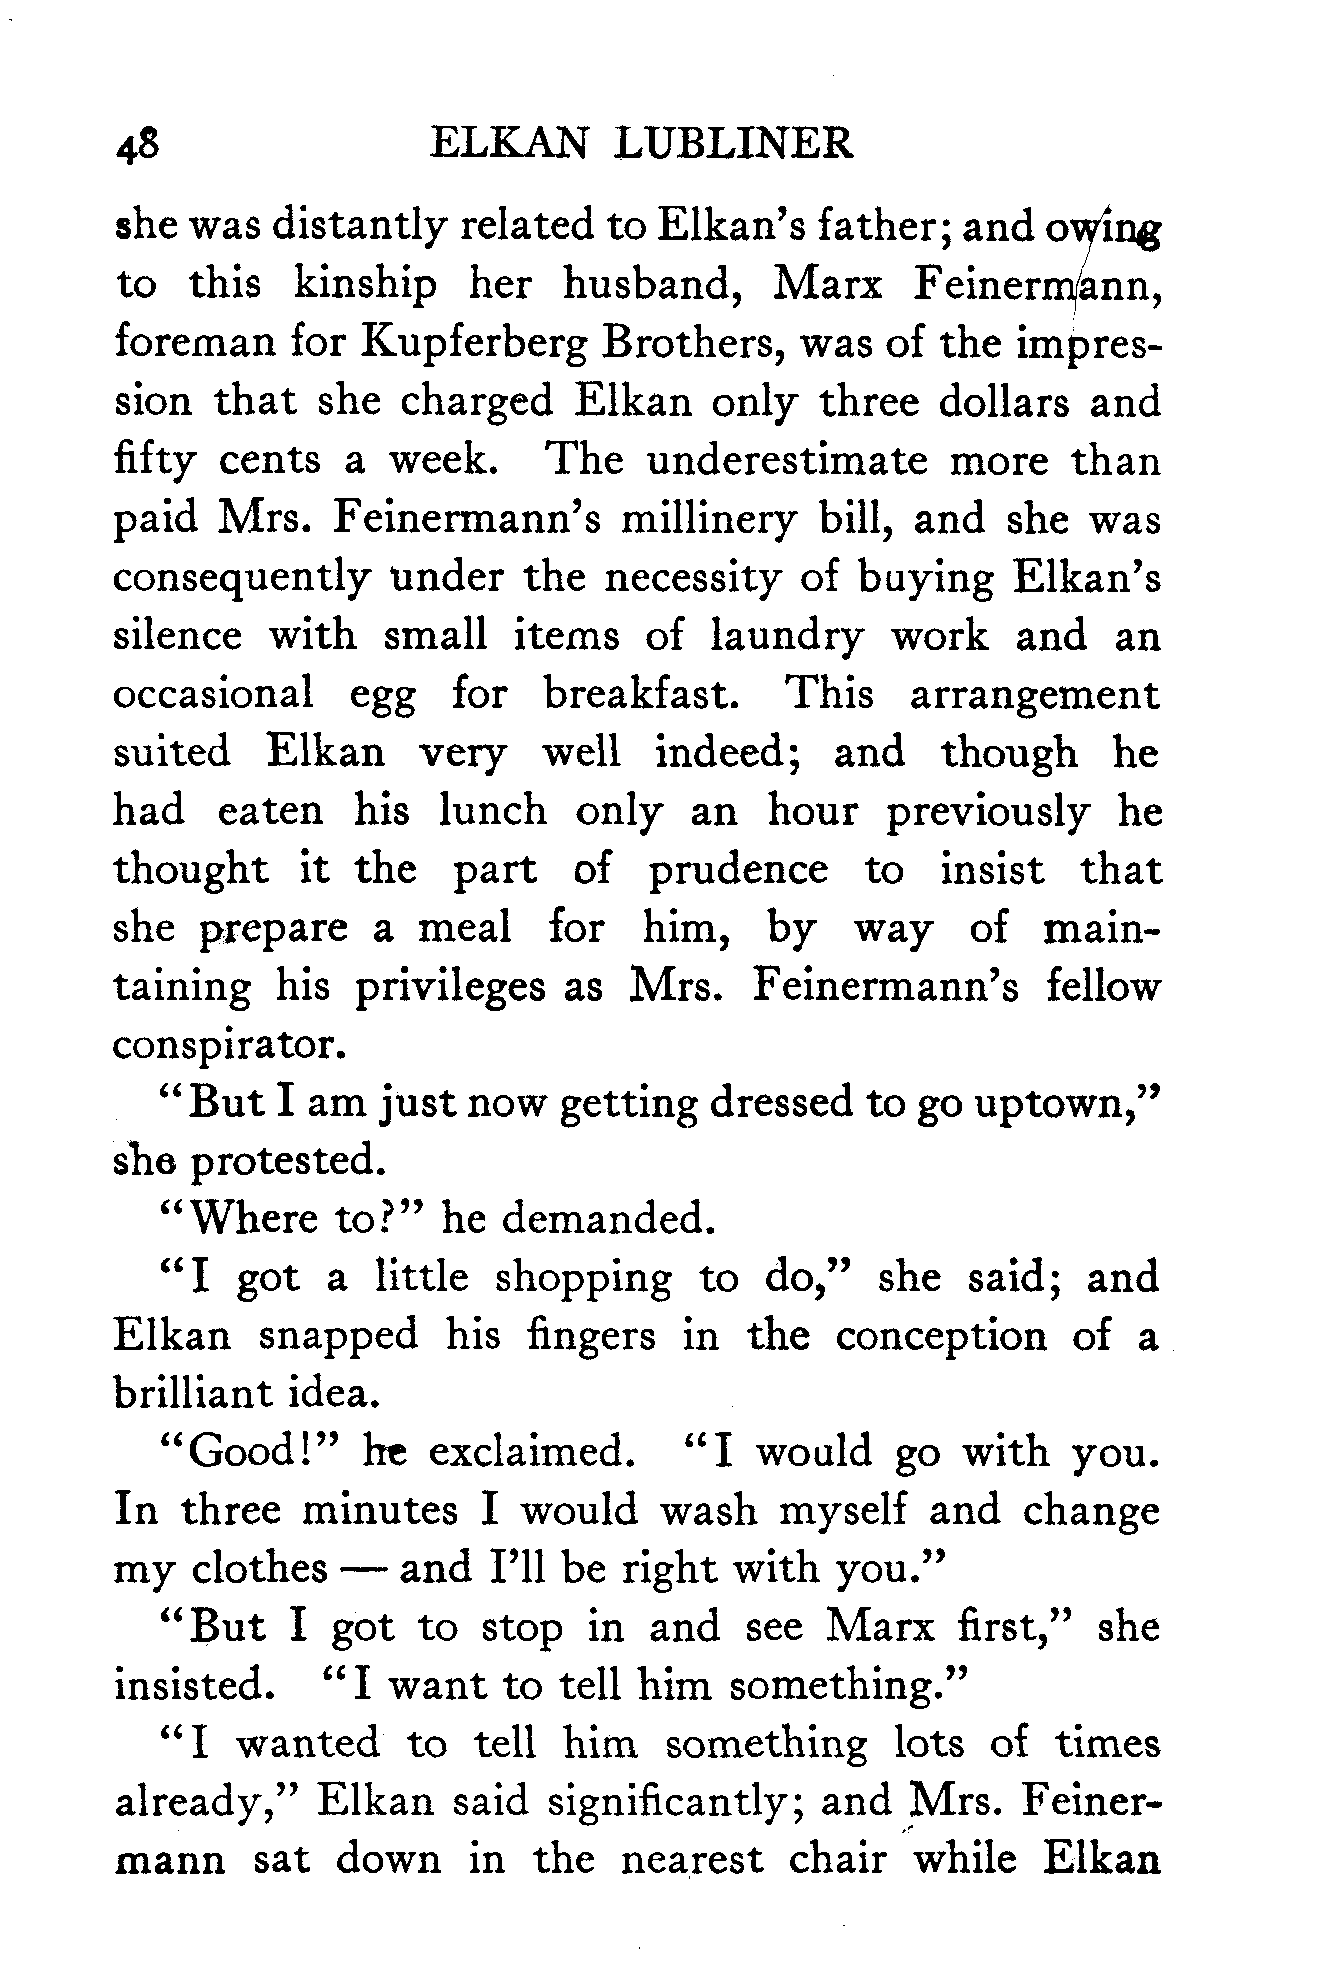 48 ELKAN LUBLINER
she was distantly related to Elkan's father; and owing
to this kinship her husband, Marx Feinermann,
foreman for Kupferberg Brothers, was of the impres-
sion that she charged Elkan only three dollars and
fifty cents a week. The underestimate more than
paid Mrs. Feinermann's millinery bill, and she was
consequently under the necessity of buying Elkan's
silence with small items of laundry work and an
occasional egg for breakfast. This arrangement
suited Elkan very well indeed; and though he
had eaten his lunch only an hour previously he
thought it the part of prudence to insist that
she prepare a meal for him, by way of main-
taining his privileges as Mrs. Feinermann's fellow
conspirator.
"But I am just now getting dressed to go uptown,"
she protested.
"Where to?" he demanded.
"I got a little shopping to do," she said; and
Elkan snapped his fingers in the conception of a
brilliant idea.
"Good!" he exclaimed. "I would go with you.
In three minutes I would wash myself and change
my clothes — and I'll be right with you."
"But I got to stop in and see Marx first," she
insisted. "I want to tell him something."
"I wanted to tell him something lots of times
already," Elkan said significantly; and Mrs. Feiner-
mann sat down in the nearest chair while Elkan